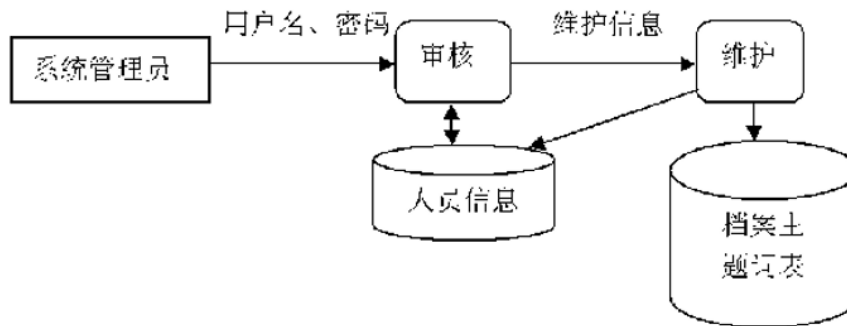 用户名、密码
维护信息
系统管理员
审核
维护
人员信息
档案主
题词表